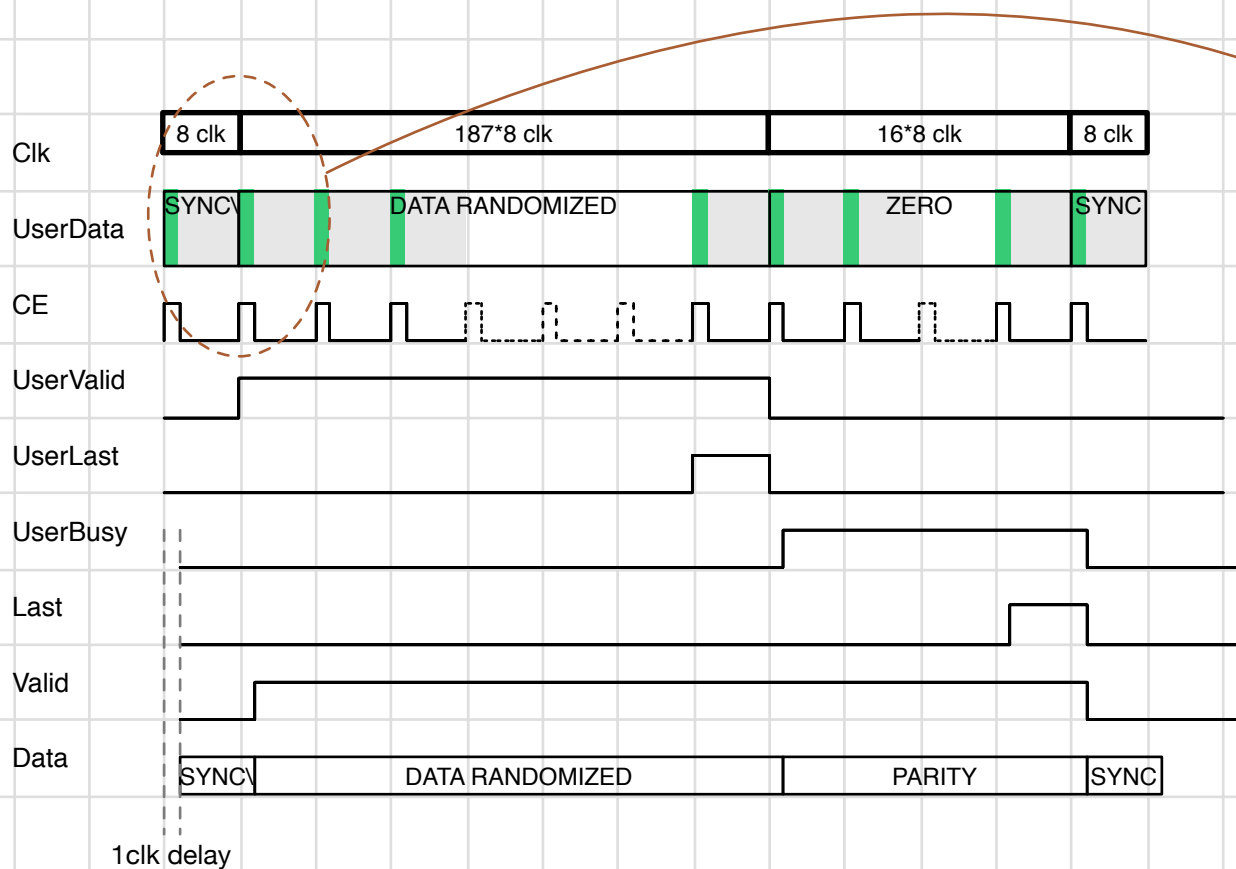 Clk
8 clk
187*8 clk
16*8 clk
8 clk
UserData
SYNC\
DATA RANDOMIZED
ZERO
SYNC
CE
UserValid
UserLast
UserBusy
Last
Valid
Data
SYNC\
DATA RANDOMIZED
PARITY
SYNC
1clk delay